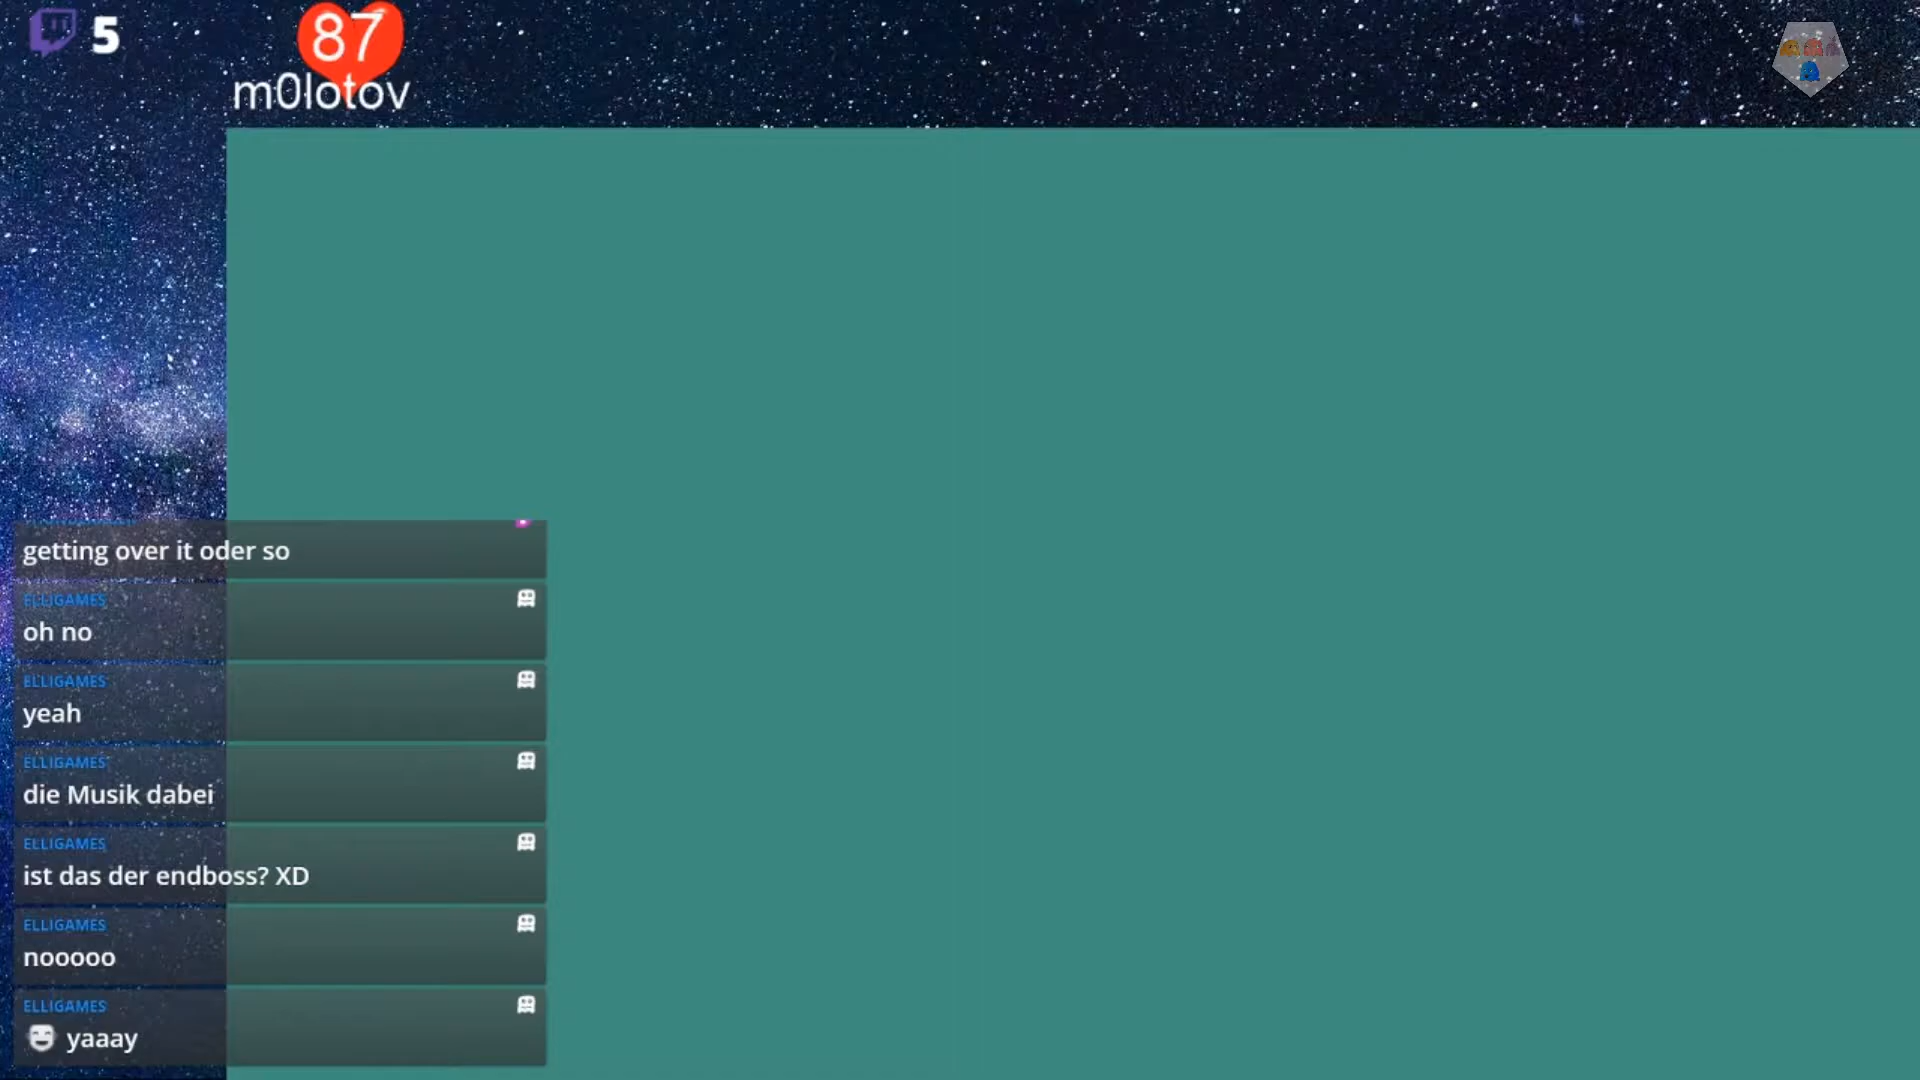 5
87
m0lotov
getting over it oder so
ELLIGAMES
oh no
ELLIGAMES
yeah
ELLIGAMES
die Musik dabei
ELLIGAMES
ist das der endboss? XD
ELLIGAMES
nooooo
ELLIGAMES
yaaay